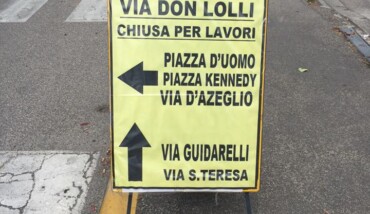 VIA DON LOLLI
CHIUSA PER LAVORI
PIAZZA D'UOMO
PIAZZA KENNEDY
VIA D'AZEGLIO
VIA GUIDARELLI
VIA S.TERESA